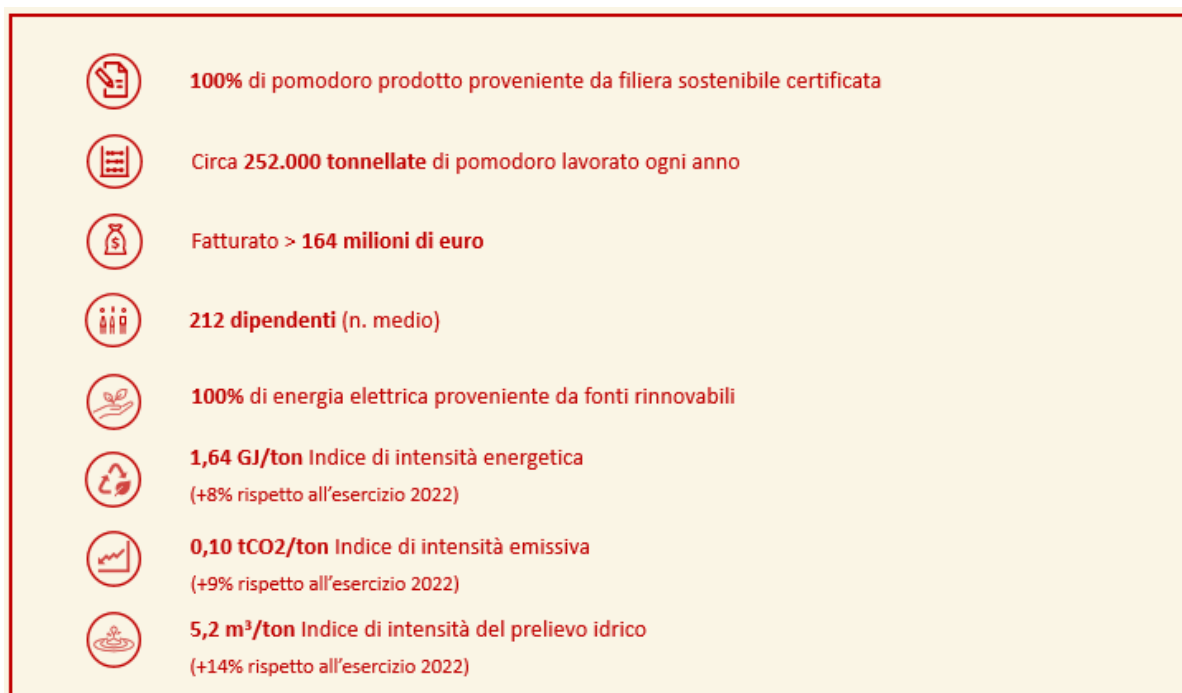 100% di pomodoro prodotto proveniente da filiera sostenibile certificata
Circa 252.000 tonnellate di pomodoro lavorato ogni anno
$
Fatturato > 164 milioni di euro
212 dipendenti (n. medio)
100% di energia elettrica proveniente da fonti rinnovabili
1,64 GJ/ton Indice di intensità energetica
(+8% rispetto all'esercizio 2022)
0,10 tCO2/ton Indice di intensità emissiva
(+9% rispetto all'esercizio 2022)
5,2 m³/ton Indice di intensità del prelievo idrico
(+14% rispetto all'esercizio 2022)